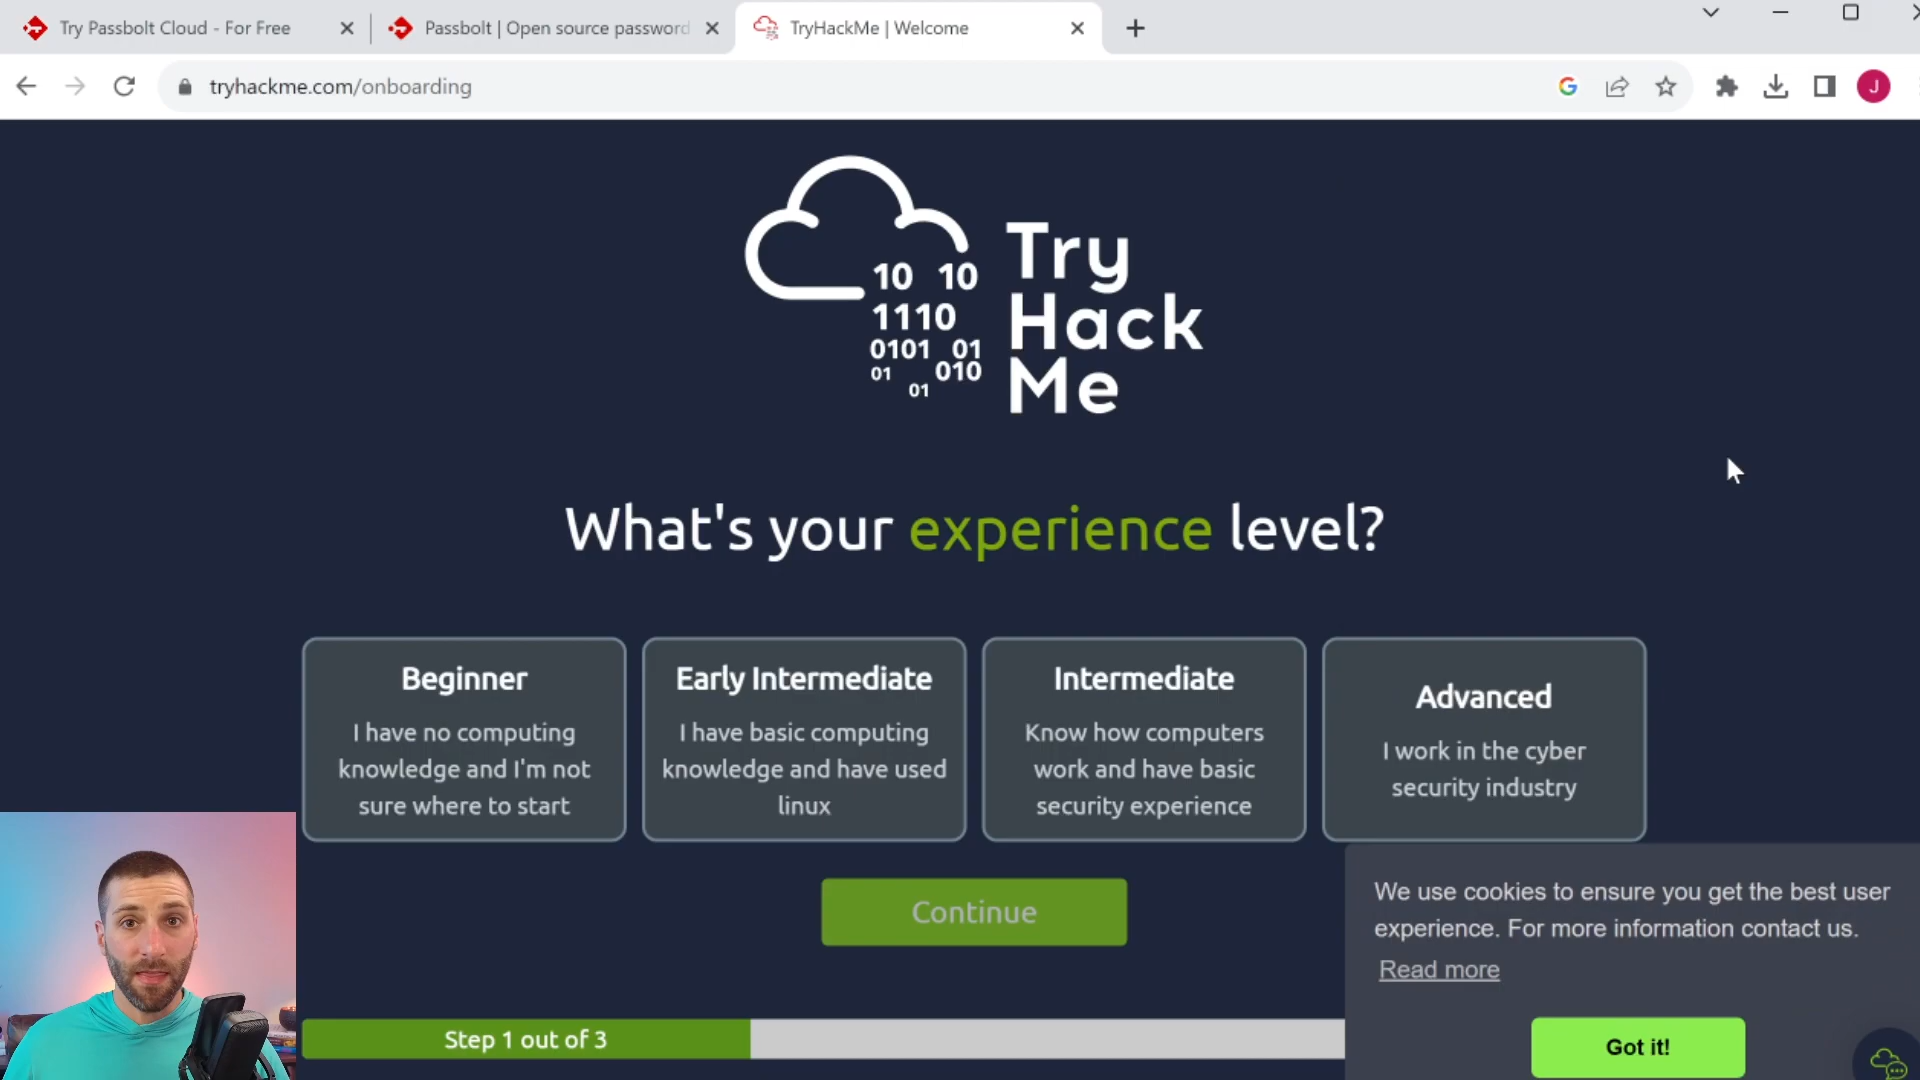 Try Passbolt Cloud - For Free
Passbolt | Open source password
TryHackMe | Welcome
tryhackme.com/onboarding
J
10 10
1110
0101 01
01 010
01
Try
Hack
Me
What's your experience level?
Beginner
I have no computing
knowledge and I'm not
sure where to start
Early Intermediate
I have basic computing
knowledge and have used
linux
Intermediate
Know how computers
work and have basic
security experience
Advanced
I work in the cyber
security industry
Continue
Step 1 out of 3
We use cookies to ensure you get the best user
experience. For more information contact us.
Read more
Got it!